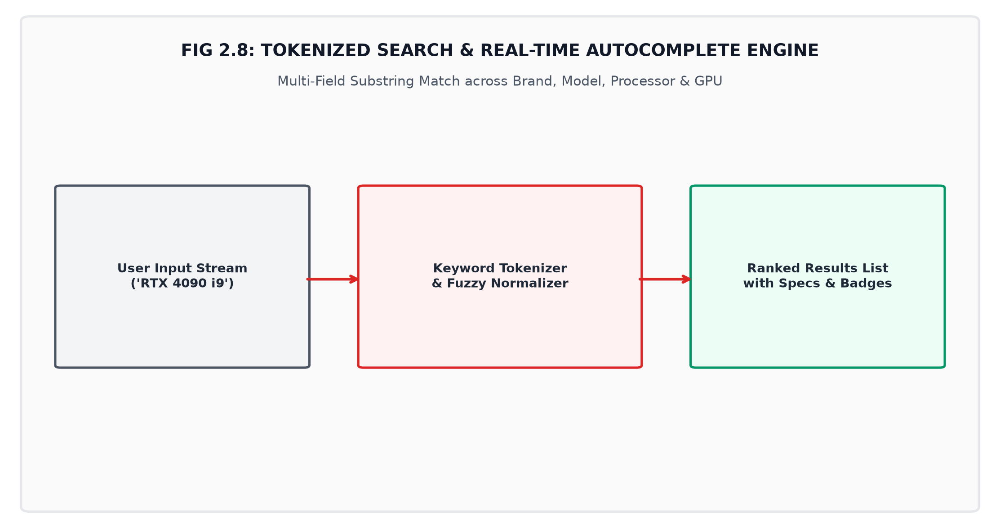 FIG 2.8: TOKENIZED SEARCH & REAL-TIME AUTOCOMPLETE ENGINE
Multi-Field Substring Match across Brand, Model, Processor & GPU
User Input Stream
('RTX 4090 i9')
Keyword Tokenizer
& Fuzzy Normalizer
Ranked Results List
with Specs & Badges